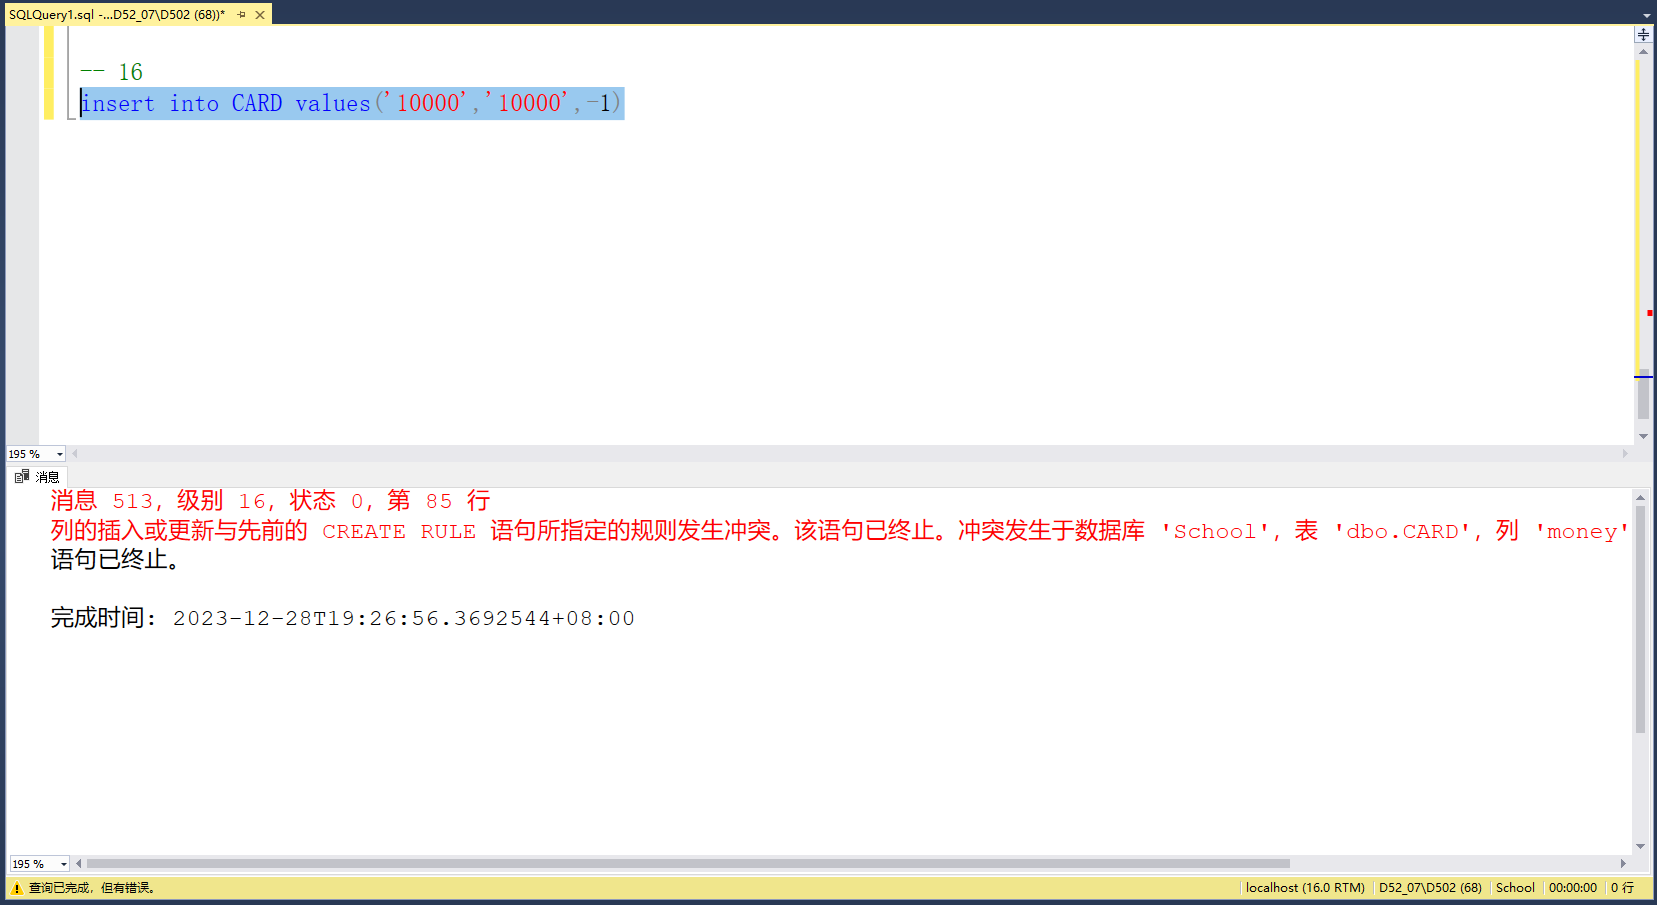 SQLQuery1.sql -...D52_07\D502 (68))*
-- 16
insert into CARD values('10000','10000',-1)
195 %
消息
消息 513，级别 16，状态 0，第 85 行
列的插入或更新与先前的 CREATE RULE 语句所指定的规则发生冲突。该语句已终止。冲突发生于数据库 'School'，表 'dbo.CARD'，列 'money'
语句已终止。
完成时间: 2023-12-28T19:26:56.3692544+08:00
195 %
查询已完成，但有错误。 localhost (16.0 RTM) D52_07\D502 (68) School 00:00:00 0 行